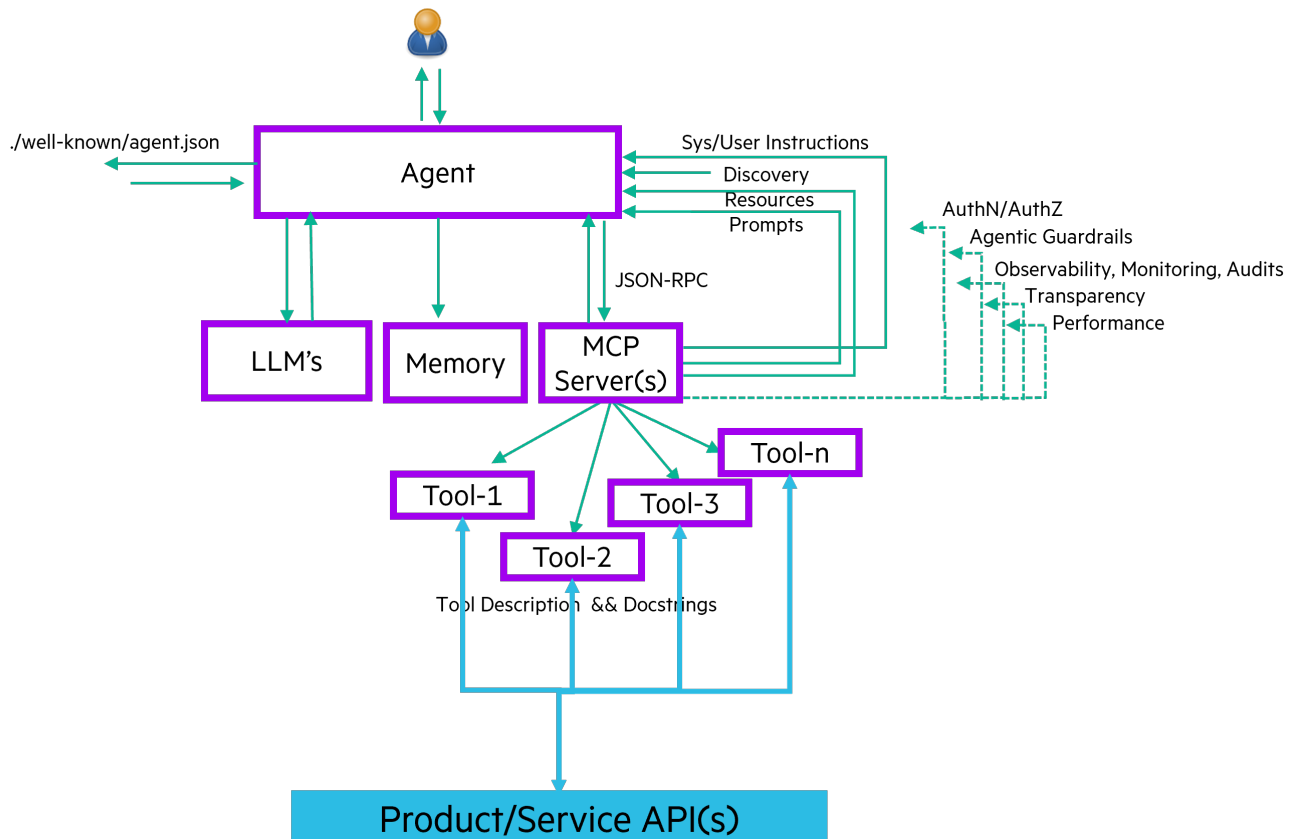 ./well-known/agent.json
Agent
Sys/User Instructions
Discovery
Resources
Prompts
AuthN/AuthZ
Agentic Guardrails
Observability, Monitoring, Audits
Transparency
Performance
JSON-RPC
LLM’s
Memory
MCP
Server(s)
Tool-n
Tool-1
Tool-3
Tool-2
Tool Description && Docstrings
Product/Service API(s)